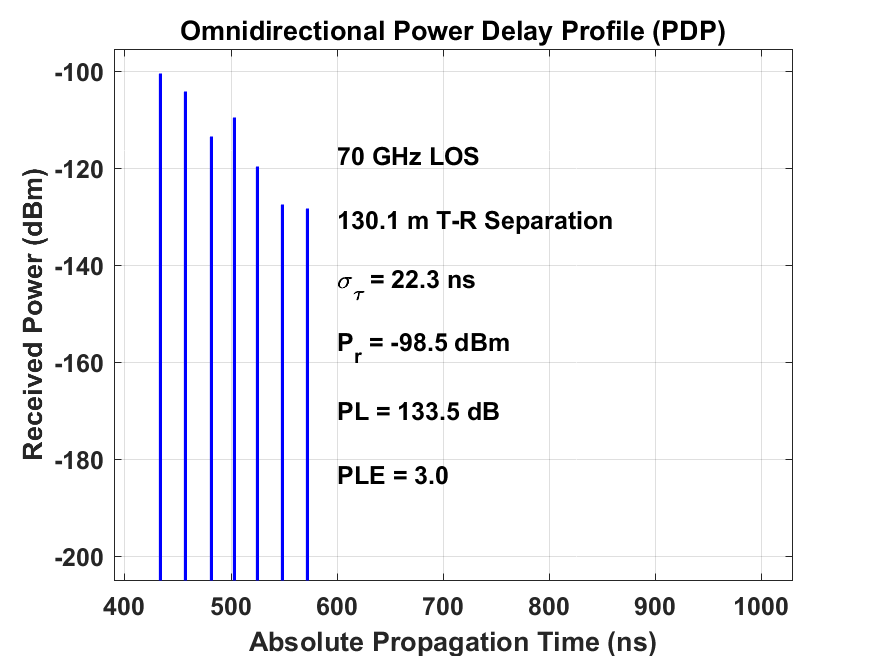 Omnidirectional Power Delay Profile (PDP)
Received Power (dBm)
-100
-120
-140
-160
-180
-200
70 GHz LOS
130.1 m T-R Separation
σ_τ = 22.3 ns
P_r = -98.5 dBm
PL = 133.5 dB
PLE = 3.0
400 500 600 700 800 900 1000
Absolute Propagation Time (ns)